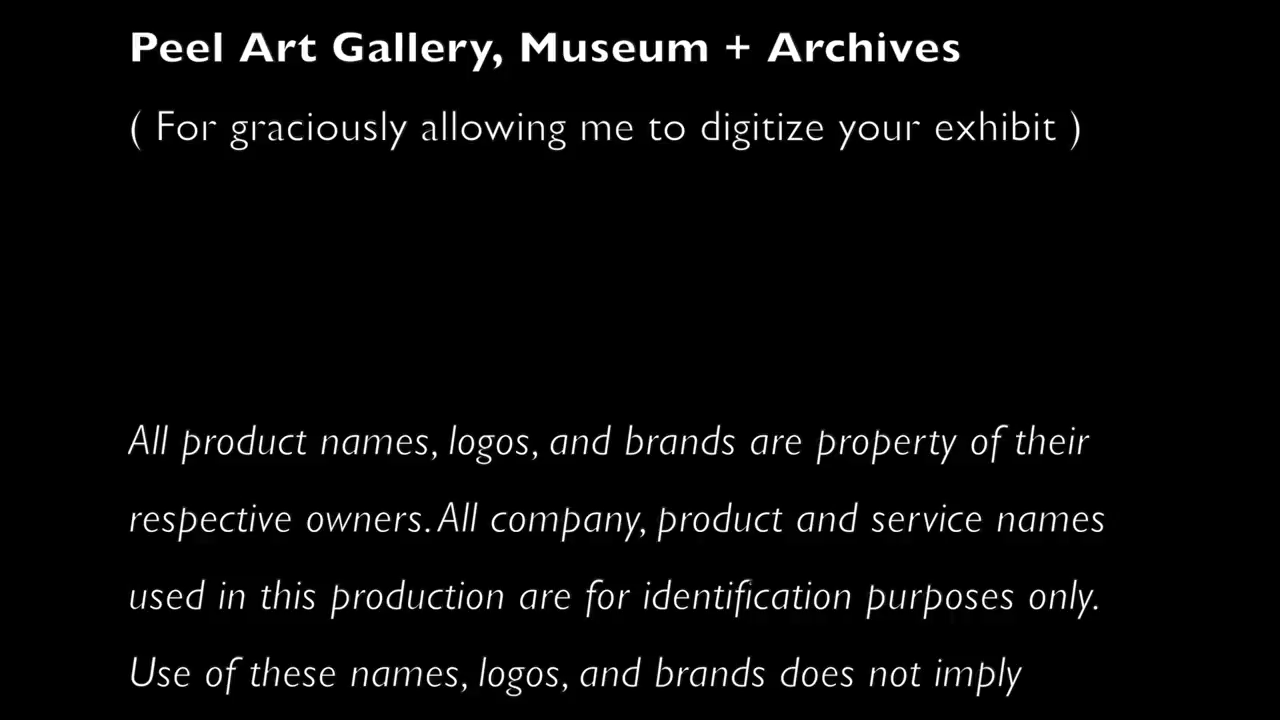 Peel Art Gallery, Museum + Archives
( For graciously allowing me to digitize your exhibit )
All product names, logos, and brands are property of their
respective owners. All company, product and service names
used in this production are for identification purposes only.
Use of these names, logos, and brands does not imply